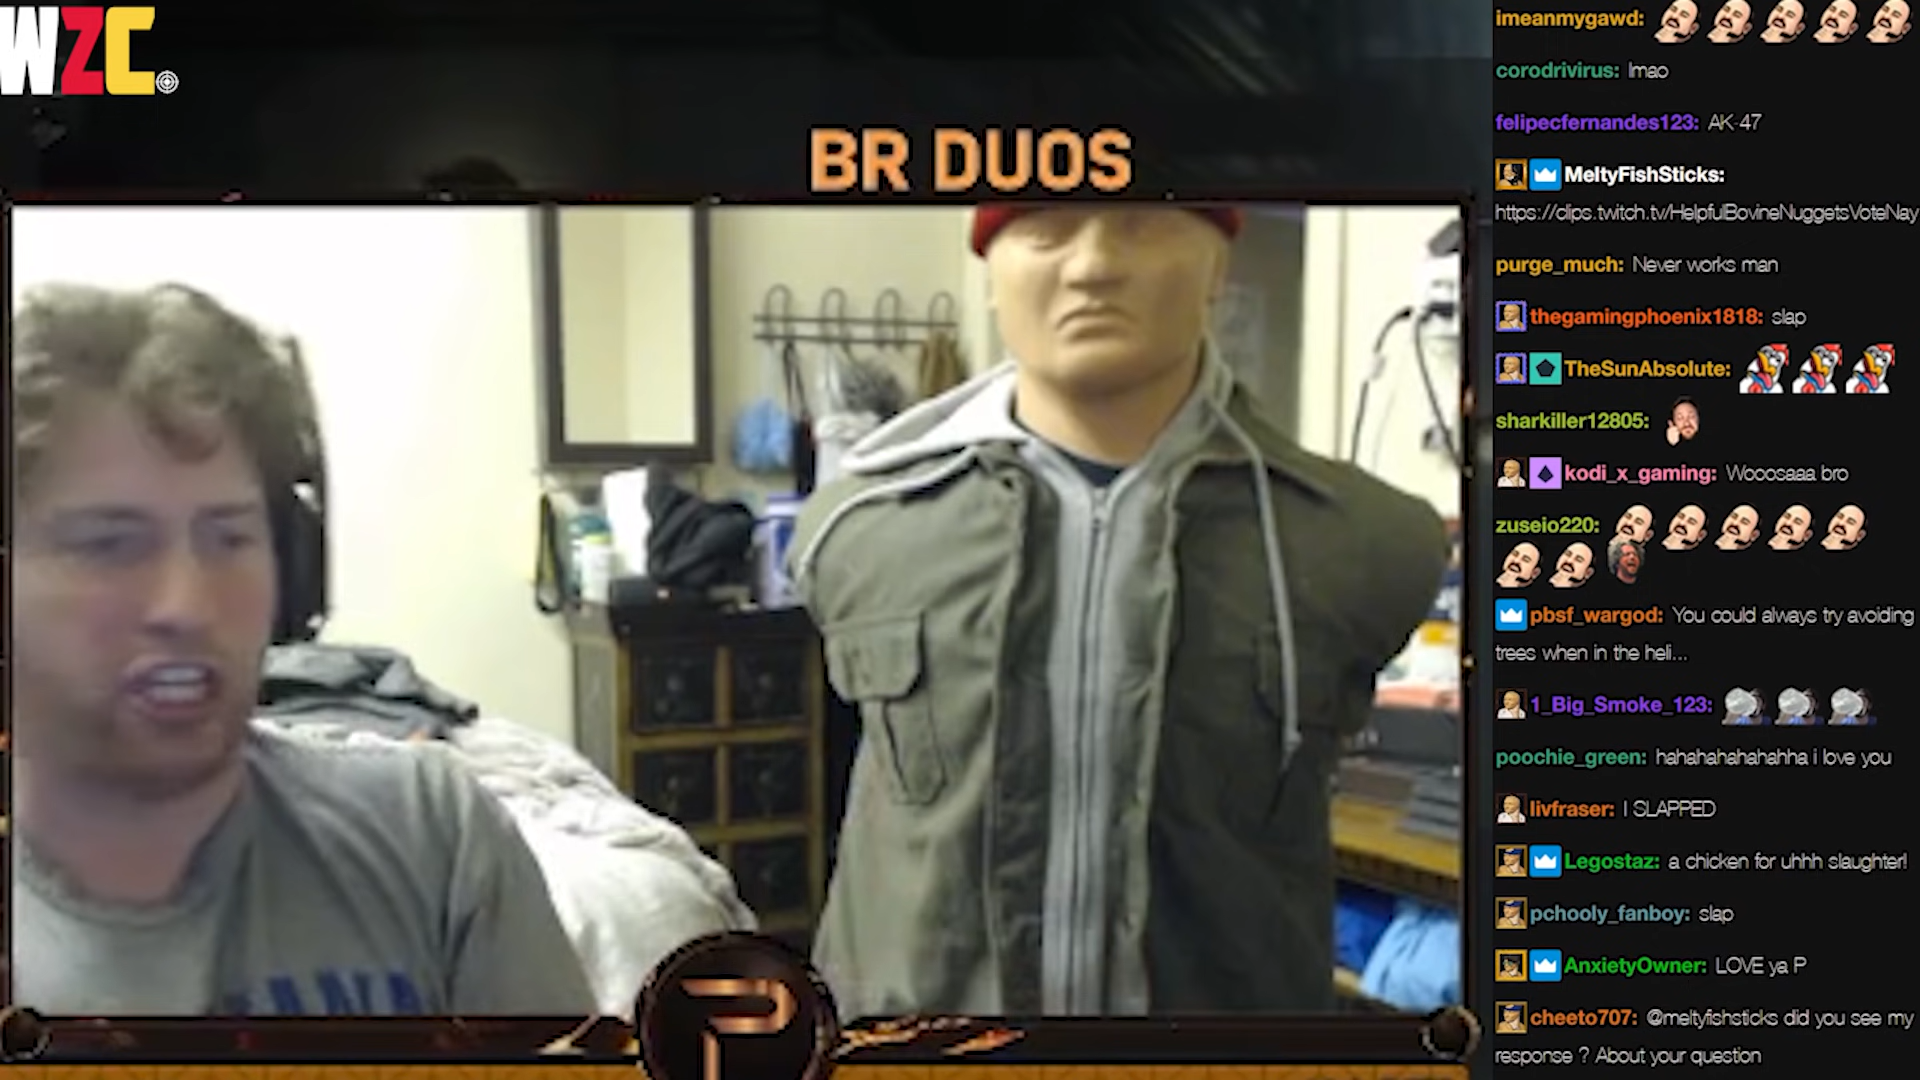 WZC
BR DUOS
P
imeanmygawd:
corodrivirus: lmao
felipecfernandes123: AK-47
MeltyFishSticks:
https://clips.twitch.tv/HelpfulBovineNuggetsVoteNay
purge_much: Never works man
thegamingphoenix1818: slap
TheSunAbsolute:
sharkiller12805:
kodi_x_gaming: Wooosaaa bro
zuseio220:
pbsf_wargod: You could always try avoiding
trees when in the heli...
1_Big_Smoke_123:
poochie_green: hahahahahahahha i love you
livfraser: I SLAPPED
Legostaz: a chicken for uhhh slaughter!
pchooly_fanboy: slap
AnxietyOwner: LOVE ya P
cheeto707: @meltyfishsticks did you see my
response ? About your question